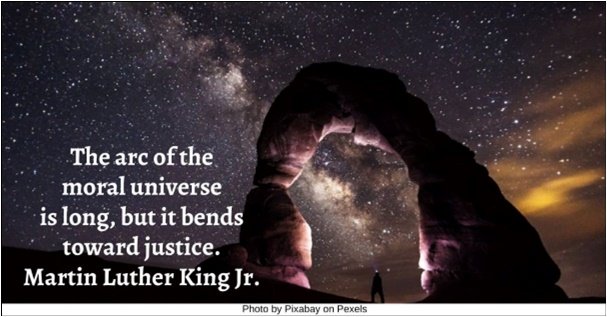 The arc of the
moral universe
is long, but it bends
toward justice.
Martin Luther King Jr.
Photo by Pixabay on Pexels